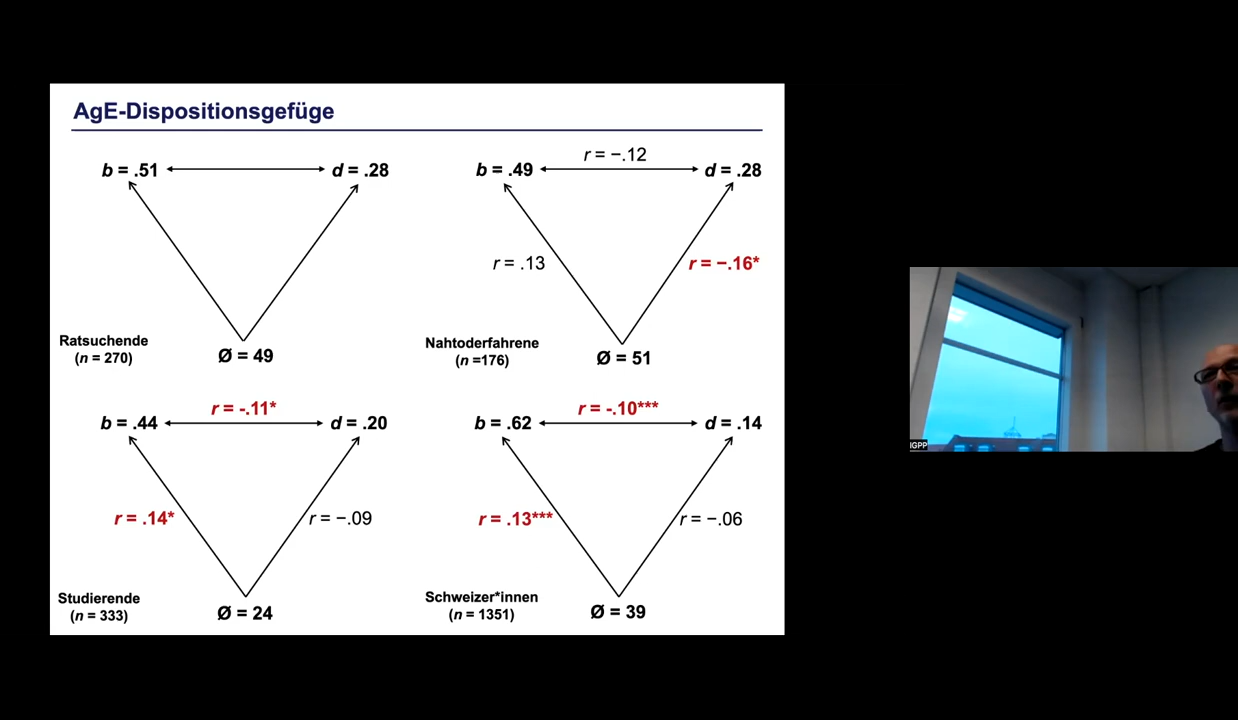 AgE-Dispositionsgefüge
b = .51
d = .28
Ratsuchende
(n = 270)
Ø = 49
r = −.12
b = .49
d = .28
r = .13
r = −.16*
Nahtoderfahrene
(n =176)
Ø = 51
r = -.11*
b = .44
d = .20
r = .14*
r = −.09
Studierende
(n = 333)
Ø = 24
r = -.10***
b = .62
d = .14
r = .13***
r = −.06
Schweizer*innen
(n = 1351)
Ø = 39
IGPP